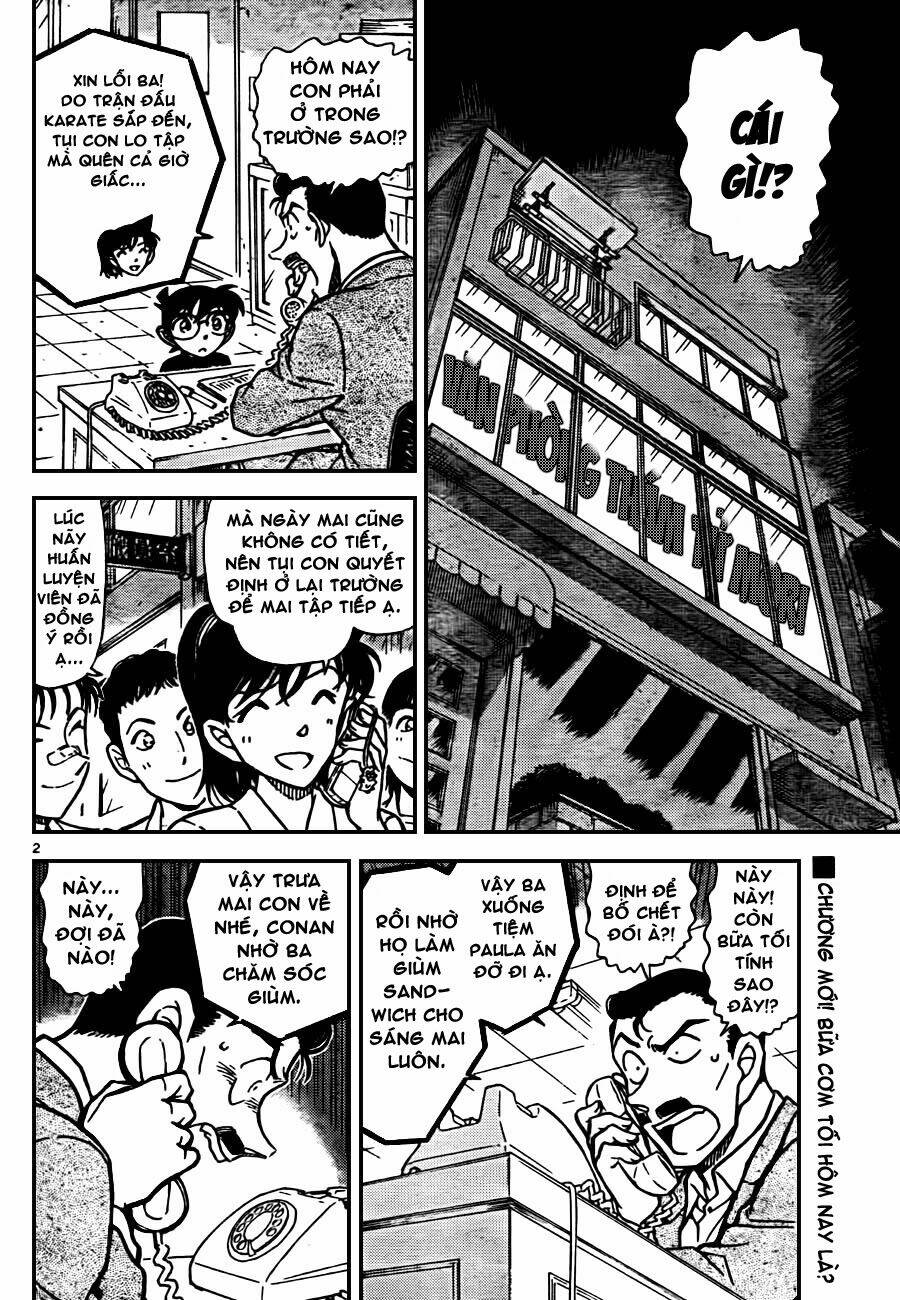 CÁI
GÌ!?
VĂN PHÒNG THÁM TỬ MORI
HÔM NAY
CON PHẢI
Ở TRONG
TRƯỜNG SAO!?
XIN LỖI BA!
DO TRẬN ĐẤU
KARATE SẮP ĐẾN,
TỤI CON LO TẬP
MÀ QUÊN CẢ GIỜ
GIẤC...
MÀ NGÀY MAI CŨNG
KHÔNG CÓ TIẾT,
NÊN TỤI CON QUYẾT
ĐỊNH Ở LẠI TRƯỜNG
ĐỂ MAI TẬP TIẾP Ạ.
LÚC
NÃY
HUẤN
LUYỆN
VIÊN ĐÃ
ĐỒNG
Ý RỒI
Ạ...
2
CHƯƠNG MỚI! BỮA CƠM TỐI HÔM NAY LÀ?
NÀY
NÀY!
CÒN
BỮA TỐI
TÍNH
SAO
ĐÂY!?
ĐỊNH ĐỂ
BỐ CHẾT
ĐÓI À?!
VẬY BA
XUỐNG
TIỆM
PAULA ĂN
ĐỠ ĐI Ạ.
RỒI NHỜ
HỌ LÀM
GIÙM
SAND-
WICH CHO
SÁNG MAI
LUÔN.
VẬY TRƯA
MAI CON VỀ
NHÉ, CONAN
NHỜ BA
CHĂM SÓC
GIÙM.
NÀY...
NÀY,
ĐỢI ĐÃ
NÀO!